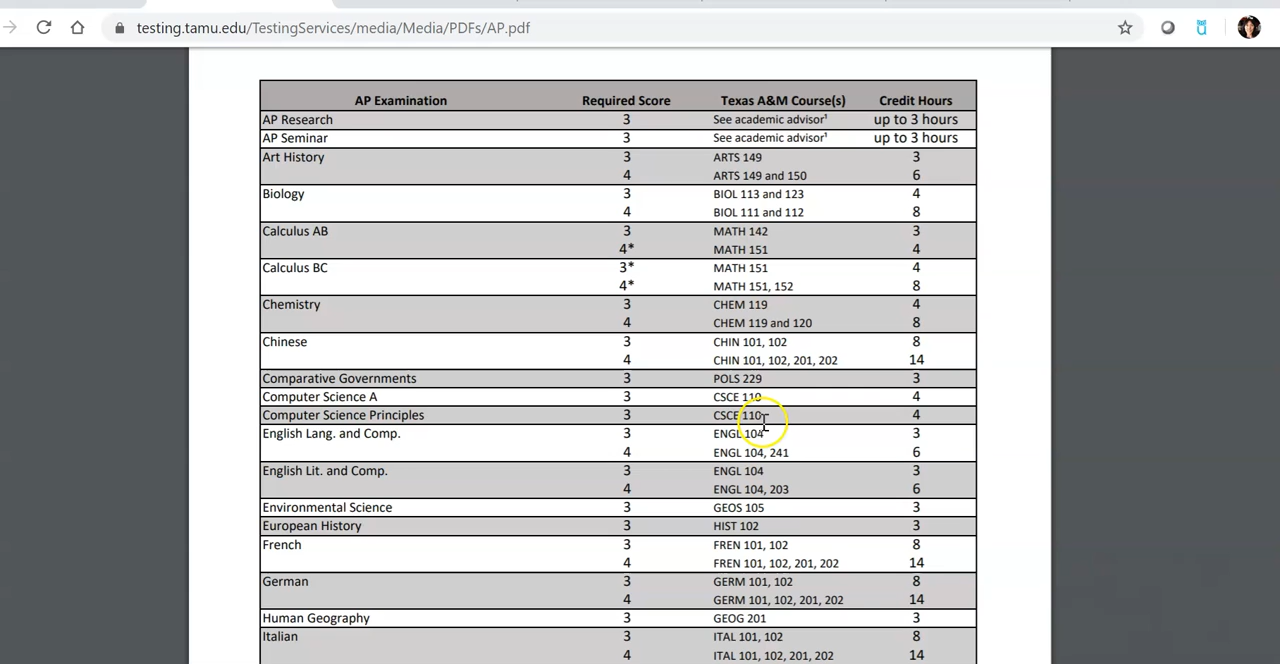 testing.tamu.edu/TestingServices/media/Media/PDFs/AP.pdf
AP Examination Required Score Texas A&M Course(s) Credit Hours
AP Research 3 See academic advisor¹ up to 3 hours
AP Seminar 3 See academic advisor¹ up to 3 hours
Art History 3 ARTS 149 3
4 ARTS 149 and 150 6
Biology 3 BIOL 113 and 123 4
4 BIOL 111 and 112 8
Calculus AB 3 MATH 142 3
4* MATH 151 4
Calculus BC 3* MATH 151 4
4* MATH 151, 152 8
Chemistry 3 CHEM 119 4
4 CHEM 119 and 120 8
Chinese 3 CHIN 101, 102 8
4 CHIN 101, 102, 201, 202 14
Comparative Governments 3 POLS 229 3
Computer Science A 3 CSCE 110 4
Computer Science Principles 3 CSCE 110 4
English Lang. and Comp. 3 ENGL 104 3
4 ENGL 104, 241 6
English Lit. and Comp. 3 ENGL 104 3
4 ENGL 104, 203 6
Environmental Science 3 GEOS 105 3
European History 3 HIST 102 3
French 3 FREN 101, 102 8
4 FREN 101, 102, 201, 202 14
German 3 GERM 101, 102 8
4 GERM 101, 102, 201, 202 14
Human Geography 3 GEOG 201 3
Italian 3 ITAL 101, 102 8
4 ITAL 101, 102, 201, 202 14